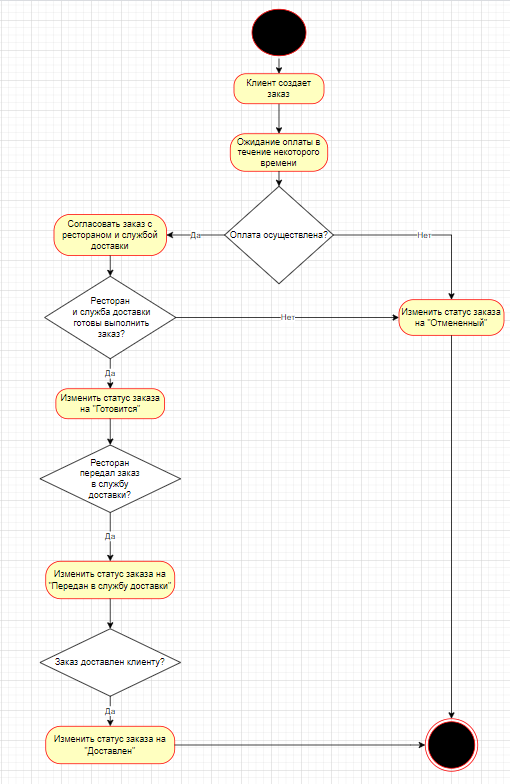 Клиент создает
заказ
Ожидание оплаты в
течение некоторого
времени
Оплата осуществлена?
Да
Нет
Согласовать заказ с
рестораном и службой
доставки
Ресторан
и служба доставки
готовы выполнить
заказ?
Нет
Изменить статус заказа
на "Отмененный"
Да
Изменить статус заказа
на "Готовится"
Ресторан
передал заказ
в службу
доставки?
Да
Изменить статус заказа на
"Передан в службу доставки"
Заказ доставлен клиенту?
Да
Изменить статус заказа на
"Доставлен"